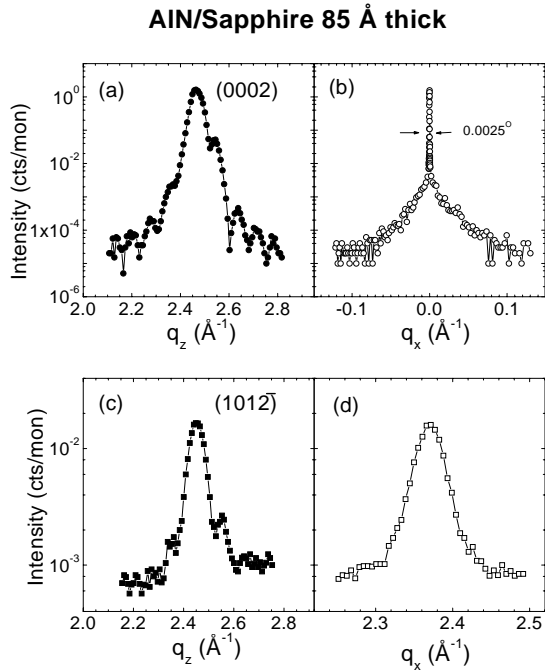 AlN/Sapphire 85 Å thick
(a) (0002) (b)
10⁰
0.0025°
10⁻²
1x10⁻⁴
10⁻⁶
Intensity (cts/mon)
2.0 2.2 2.4 2.6 2.8 -0.1 0.0 0.1
q_z (Å⁻¹) q_x (Å⁻¹)
(c) (1012̅) (d)
10⁻²
10⁻³
Intensity (cts/mon)
2.0 2.2 2.4 2.6 2.8 2.3 2.4 2.5
q_z (Å⁻¹) q_x (Å⁻¹)